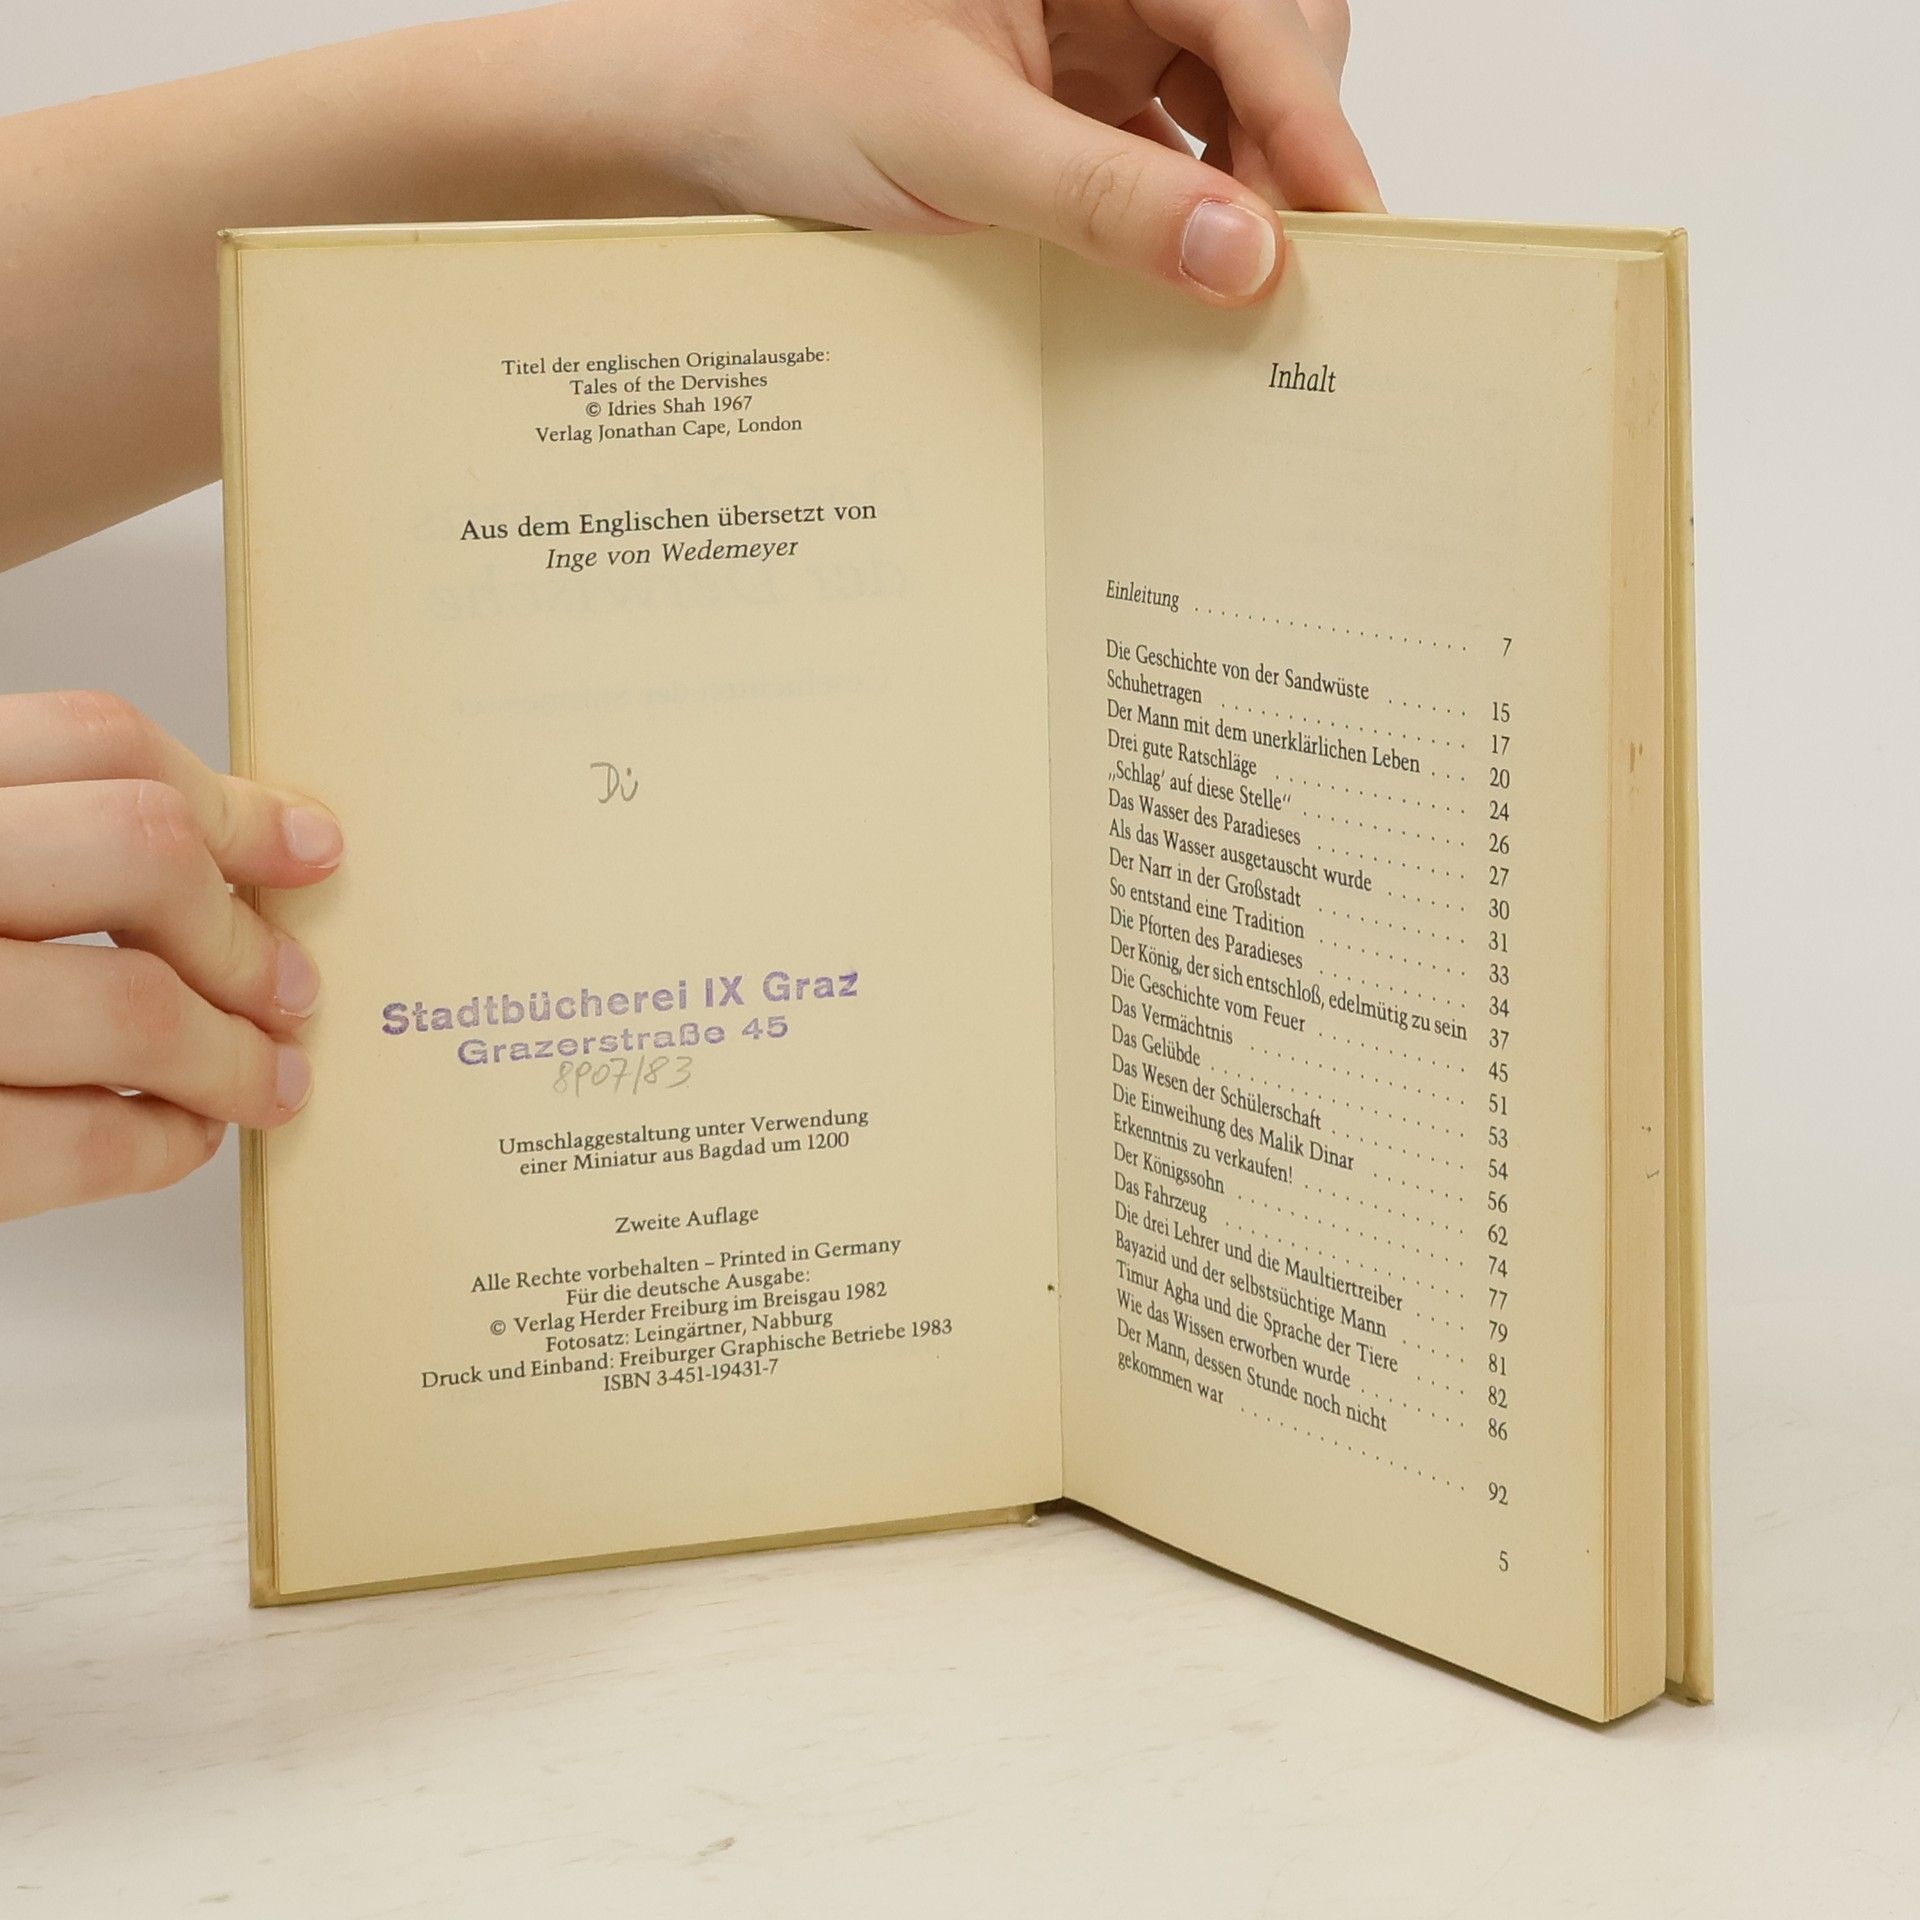 Titel der englischen Originalausgabe:
Tales of the Dervishes
© Idries Shah 1967
Verlag Jonathan Cape, London
Aus dem Englischen übersetzt von
Inge von Wedemeyer
Dü
Stadtbücherei IX Graz
Grazerstraße 45
8907/83
Umschlaggestaltung unter Verwendung
einer Miniatur aus Bagdad um 1200
Zweite Auflage
Alle Rechte vorbehalten – Printed in Germany
Für die deutsche Ausgabe:
© Verlag Herder Freiburg im Breisgau 1982
Fotosatz: Leingärtner, Nabburg
Druck und Einband: Freiburger Graphische Betriebe 1983
ISBN 3-451-19431-7
Inhalt
Einleitung . . . . . . . . . . . . . . . . . . . . . 7
Die Geschichte von der Sandwüste . . . . . . 15
Schuhetragen . . . . . . . . . . . . . . . . . . . 17
Der Mann mit dem unerklärlichen Leben . . . 20
Drei gute Ratschläge . . . . . . . . . . . . . . . 24
„Schlag' auf diese Stelle“ . . . . . . . . . . . . . 26
Das Wasser des Paradieses . . . . . . . . . . . . 27
Als das Wasser ausgetauscht wurde . . . . . . 30
Der Narr in der Großstadt . . . . . . . . . . . . 31
So entstand eine Tradition . . . . . . . . . . . . 33
Die Pforten des Paradieses . . . . . . . . . . . . 34
Der König, der sich entschloß, edelmütig zu sein 37
Die Geschichte vom Feuer . . . . . . . . . . . . 45
Das Vermächtnis . . . . . . . . . . . . . . . . . 51
Das Gelübde . . . . . . . . . . . . . . . . . . . . 53
Das Wesen der Schülerschaft . . . . . . . . . . . 54
Die Einweihung des Malik Dinar . . . . . . . . 56
Erkenntnis zu verkaufen! . . . . . . . . . . . . . 62
Der Königssohn . . . . . . . . . . . . . . . . . . 74
Das Fahrzeug . . . . . . . . . . . . . . . . . . . 77
Die drei Lehrer und die Maultiertreiber . . . . 79
Bayazid und der selbstsüchtige Mann . . . . . 81
Timur Agha und die Sprache der Tiere . . . . 82
Wie das Wissen erworben wurde . . . . . . . . 86
Der Mann, dessen Stunde noch nicht
gekommen war . . . . . . . . . . . . . . . . . . 92
5